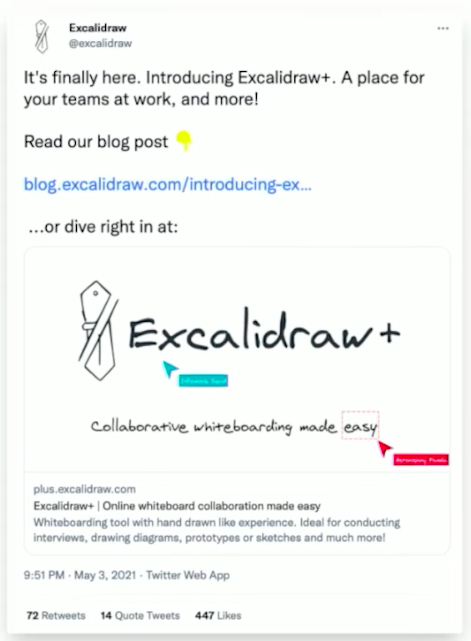 Excalidraw
@excalidraw
It's finally here. Introducing Excalidraw+. A place for
your teams at work, and more!
Read our blog post 👇
blog.excalidraw.com/introducing-ex...
...or dive right in at:
Excalidraw+
Collaborative whiteboarding made easy
plus.excalidraw.com
Excalidraw+ | Online whiteboard collaboration made easy
Whiteboarding tool with hand drawn like experience. Ideal for conducting
interviews, drawing diagrams, prototypes or sketches and much more!
9:51 PM · May 3, 2021 · Twitter Web App
72 Retweets 14 Quote Tweets 447 Likes